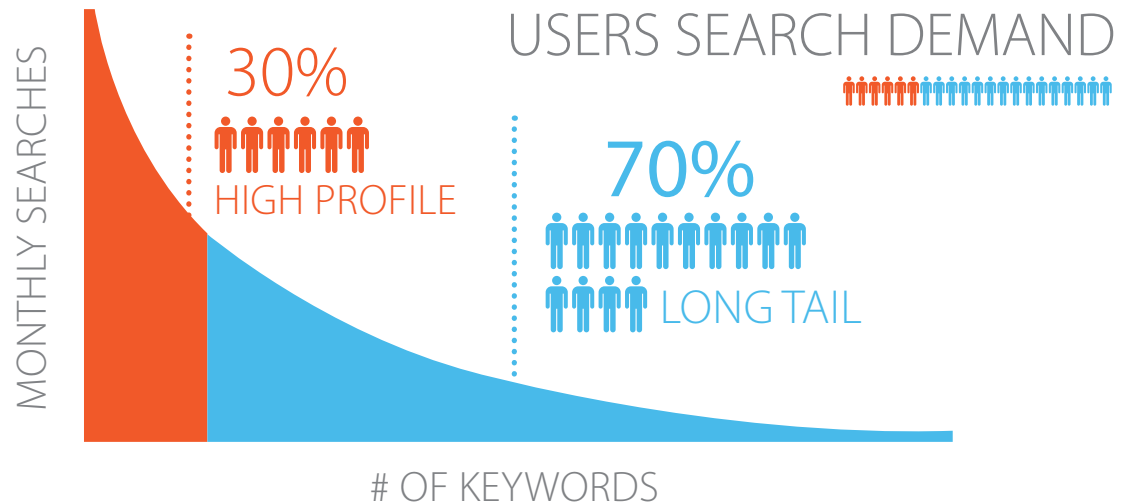 USERS SEARCH DEMAND
MONTHLY SEARCHES
30%
HIGH PROFILE
70%
LONG TAIL
# OF KEYWORDS